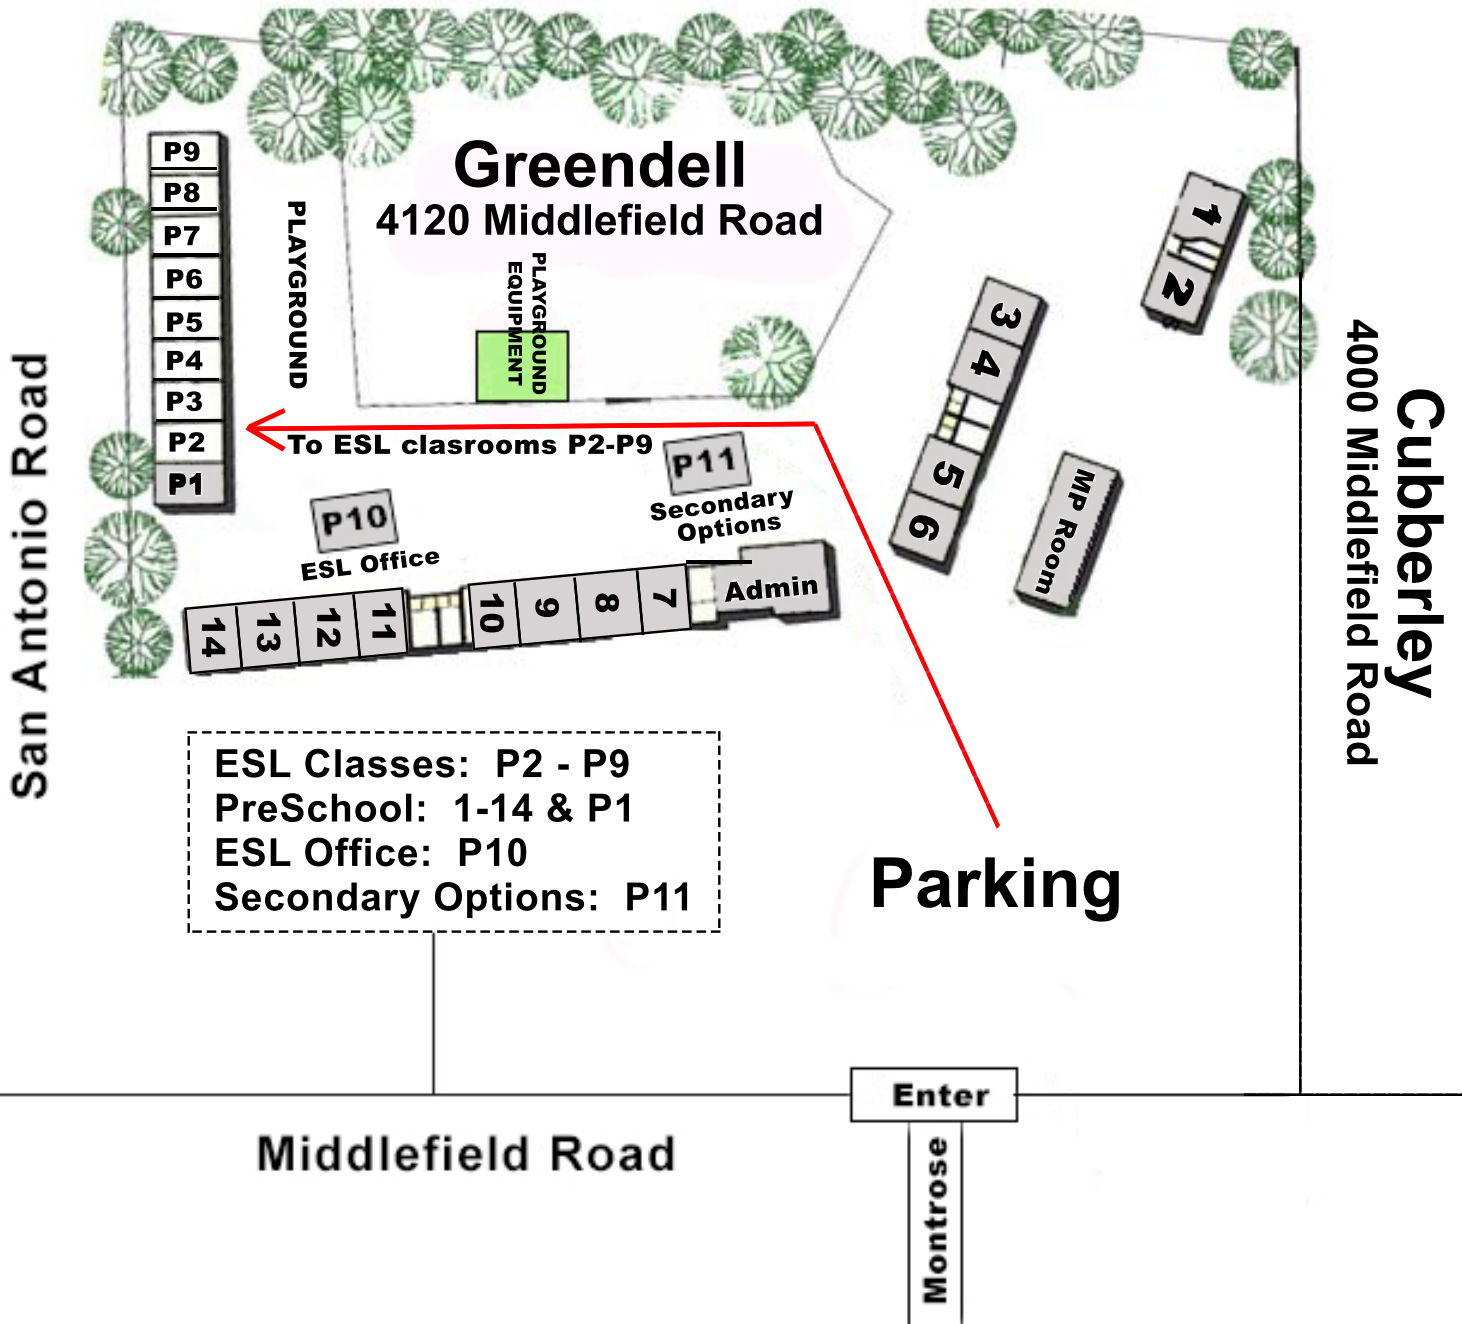 Greendell
4120 Middlefield Road
P9
P8
P7
P6
P5
P4
P3
P2
P1
PLAYGROUND
PLAYGROUND
EQUIPMENT
1
2
3
4
5
6
MP Room
To ESL clasrooms P2-P9
P11
Secondary
Options
P10
ESL Office
14
13
12
11
10
9
8
7
Admin
San Antonio Road
Cubberley
4000 Middlefield Road
ESL Classes: P2 - P9
PreSchool: 1-14 & P1
ESL Office: P10
Secondary Options: P11
Parking
Enter
Middlefield Road
Montrose